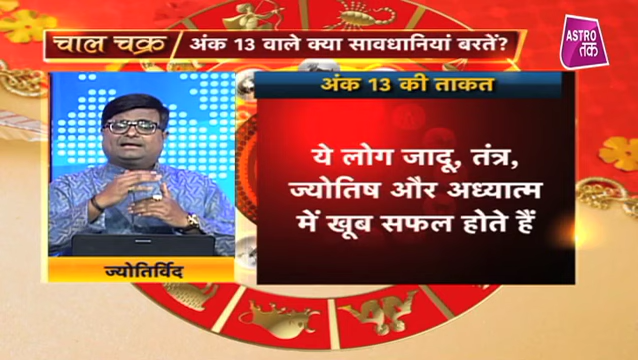 चाल चक्र
अंक 13 वाले क्या सावधानियां बरतें?
ASTRO
तक
अंक 13 की ताकत
ये लोग जादू, तंत्र,
ज्योतिष और अध्यात्म
में खूब सफल होते हैं
ज्योतिर्विद